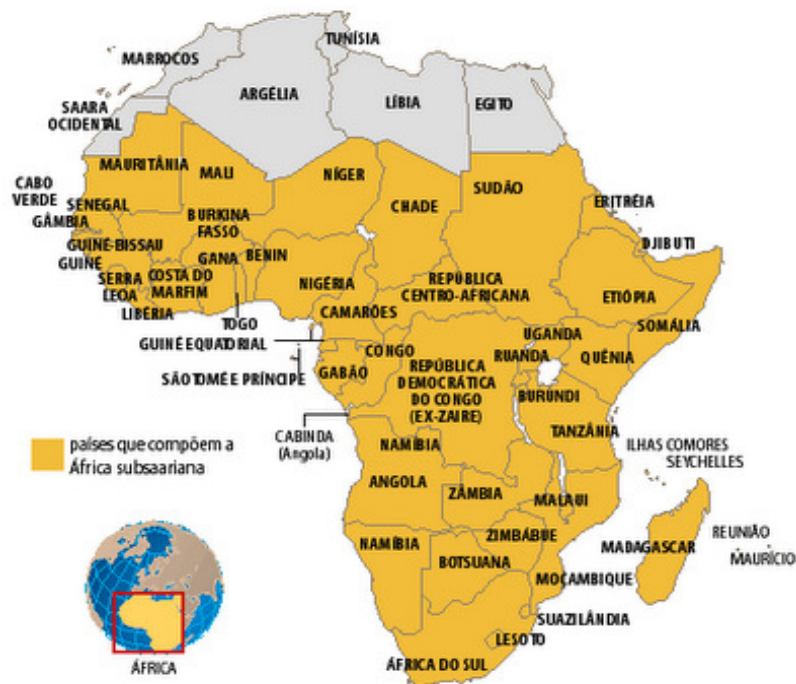 TUNÍSIA
MARROCOS
ARGÉLIA
LÍBIA
EGITO
SAARA
OCIDENTAL
MAURITÂNIA
MALI
NÍGER
SUDÃO
CABO
VERDE
SENEGAL
CHADE
ERITRÉIA
GÂMBIA
BURKINA
FASSO
GUINÉ-BISSAU
GUINÉ
GANA
BENIN
DJIBUTI
SERRA
LEOA
COSTA DO
MARFIM
NIGÉRIA
REPÚBLICA
CENTRO-AFRICANA
ETIÓPIA
LIBÉRIA
TOGO
CAMARÕES
SOMÁLIA
GUINÉ EQUATORIAL
UGANDA
CONGO
RUANDA
QUÊNIA
SÃO TOMÉ E PRÍNCIPE
GABÃO
REPÚBLICA
DEMOCRÁTICA
DO CONGO
(EX-ZAIRE)
BURUNDI
CABINDA
(Angola)
TANZÂNIA
NAMÍBIA
ILHAS COMORES
SEYCHELLES
países que compõem a
África subsaariana
ANGOLA
ZÂMBIA
MALAUI
NAMÍBIA
ZIMBÁBUE
MADAGASCAR
REUNIÃO
MAURÍCIO
BOTSUANA
MOÇAMBIQUE
SUAZILÂNDIA
LESOTO
ÁFRICA DO SUL
ÁFRICA